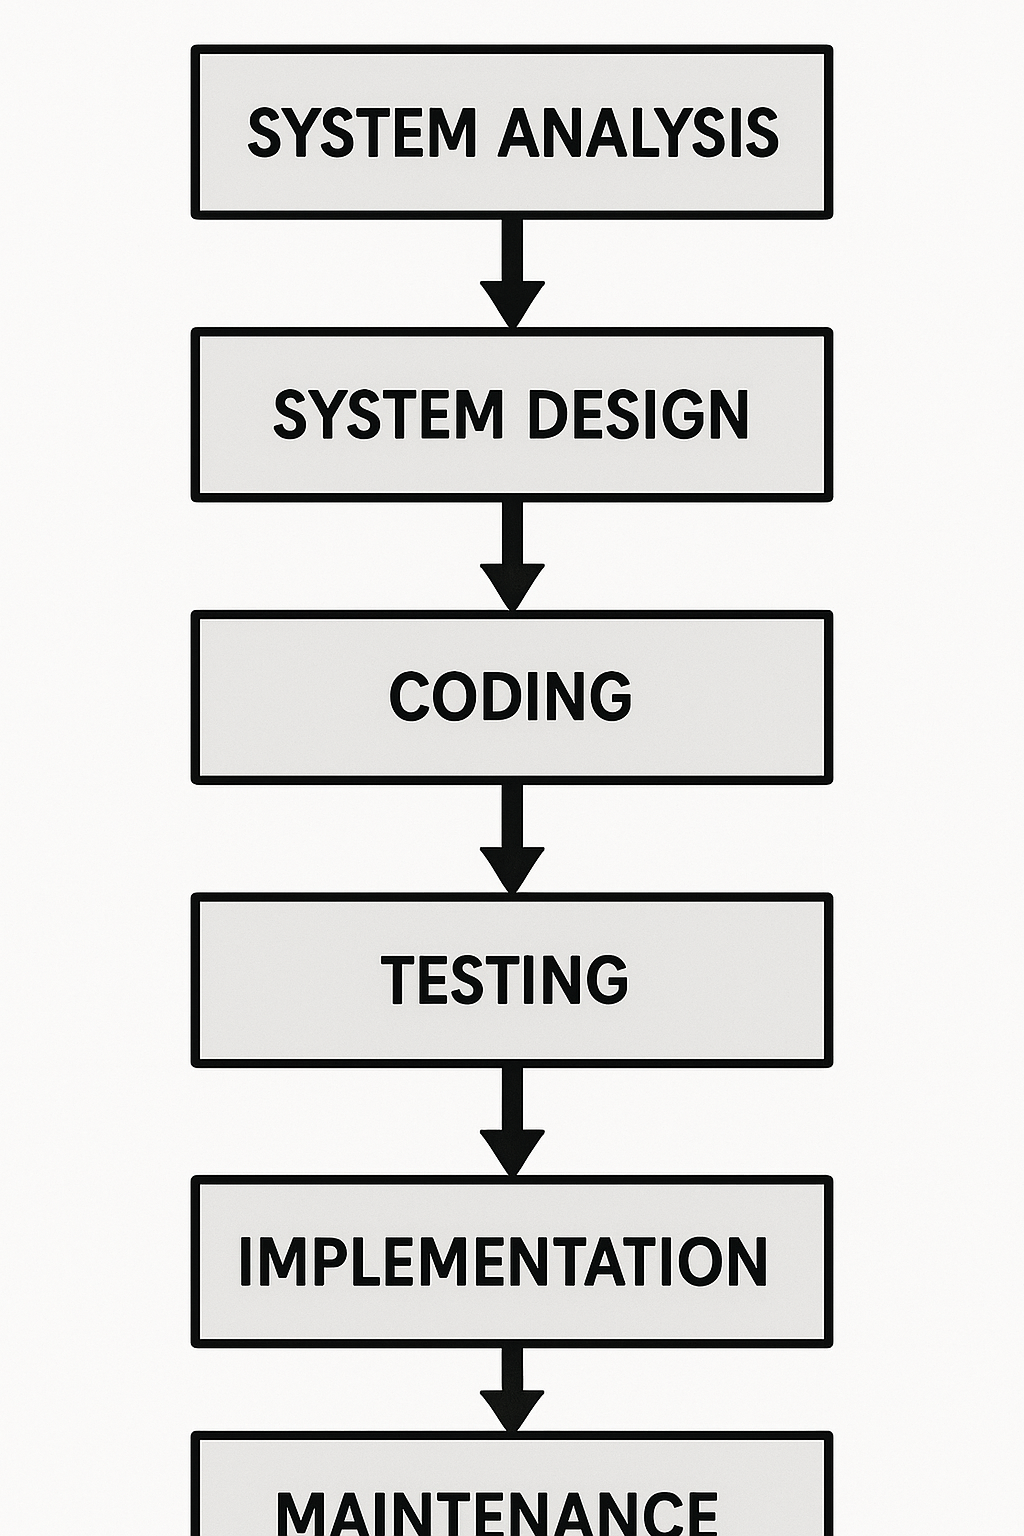 SYSTEM ANALYSIS
SYSTEM DESIGN
CODING
TESTING
IMPLEMENTATION
MAINTENANCE